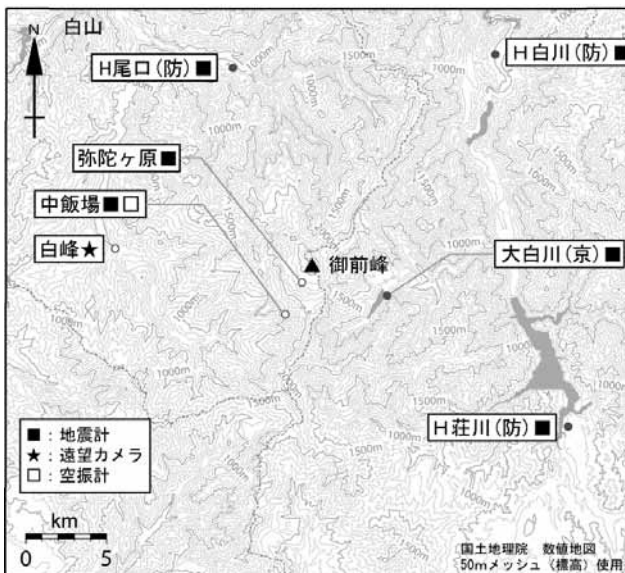 白山
N
H尾口(防)■
H白川(防)■
弥陀ヶ原■
中飯場■□
白峰★
御前峰
大白川(京)■
H荘川(防)■
■:地震計
★:遠望カメラ
□:空振計
km
0 5
国土地理院 数値地図
50mメッシュ(標高)使用
1000m
1500m